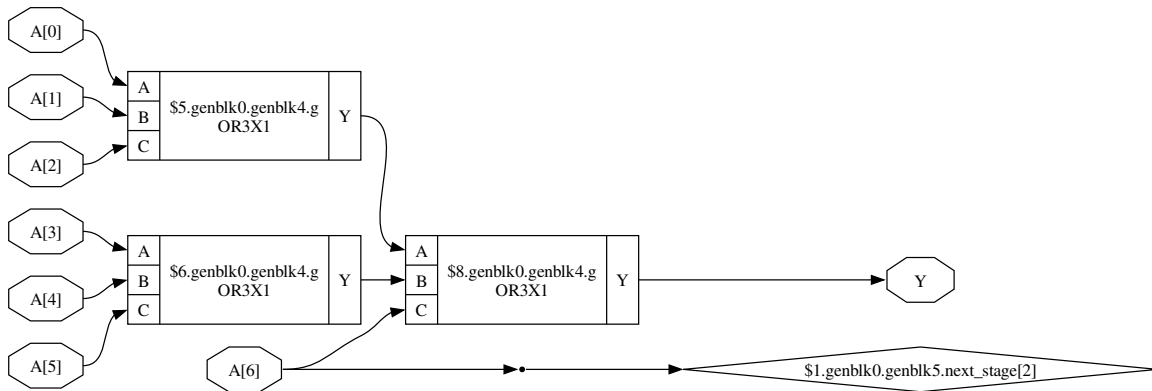 A[0]
A[1]
A[2]
A
B
C
$5.genblk0.genblk4.g
OR3X1
Y
A[3]
A[4]
A[5]
A
B
C
$6.genblk0.genblk4.g
OR3X1
Y
A
B
C
$8.genblk0.genblk4.g
OR3X1
Y
Y
A[6]
$1.genblk0.genblk5.next_stage[2]